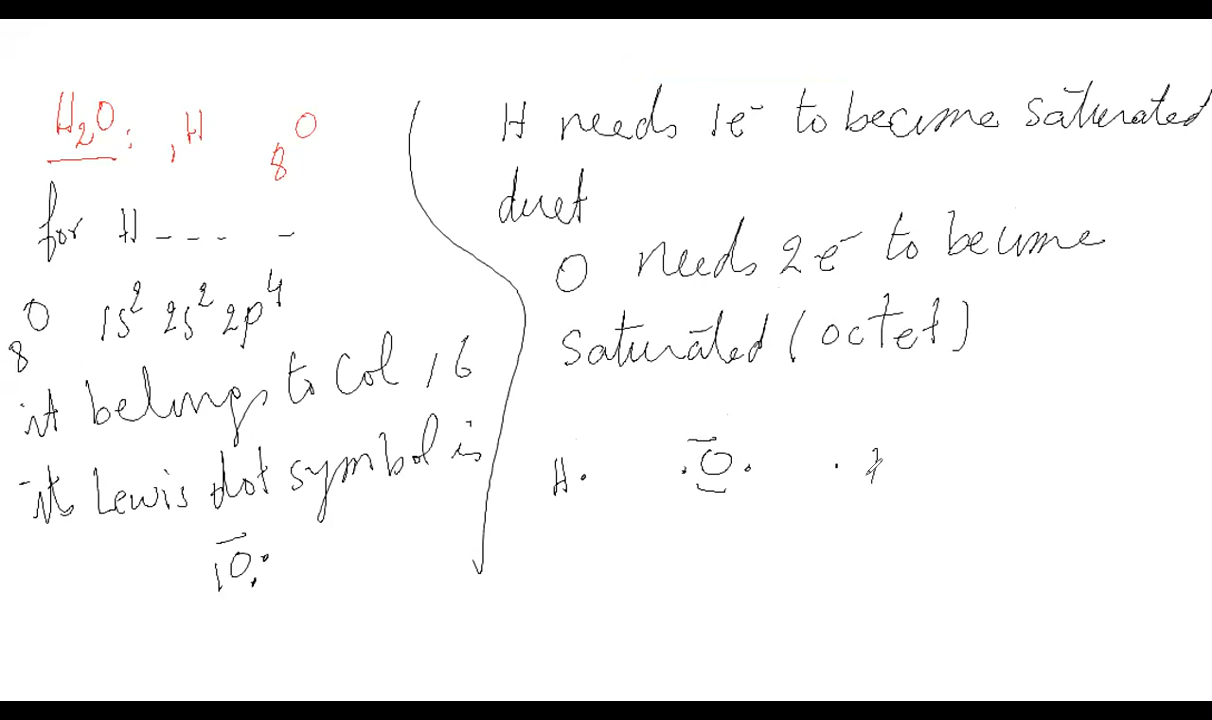 H₂O: ₁H ₈O
for H - - - -
₈O 1s² 2s² 2p⁴
it belongs to Col 16
its Lewis dot symbol is
|O̅:
H needs 1e⁻ to become saturated
duet
O needs 2e⁻ to become
saturated (octet)
H· ·O̲̅· ·